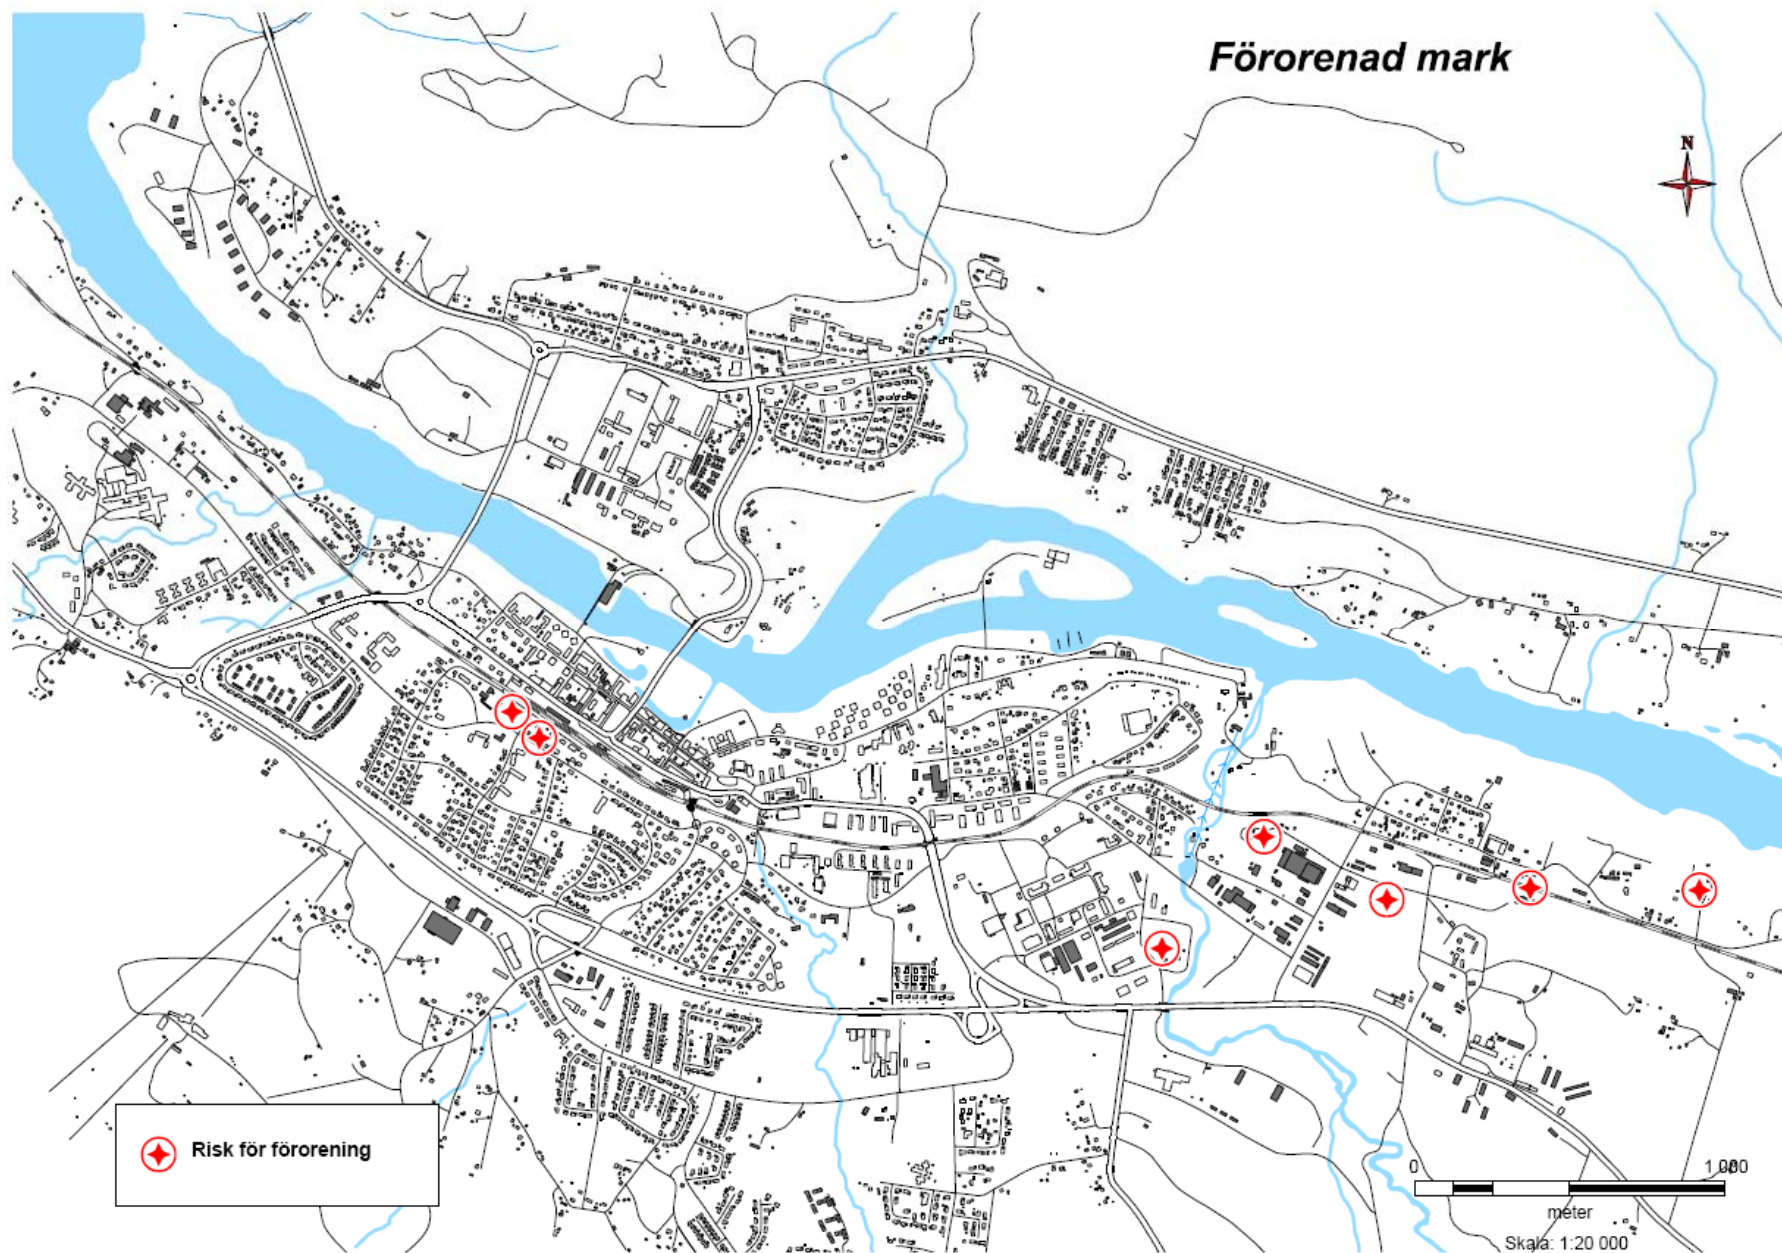 Förorenad mark
N
Risk för förorening
0 1 000
meter
Skala: 1:20 000